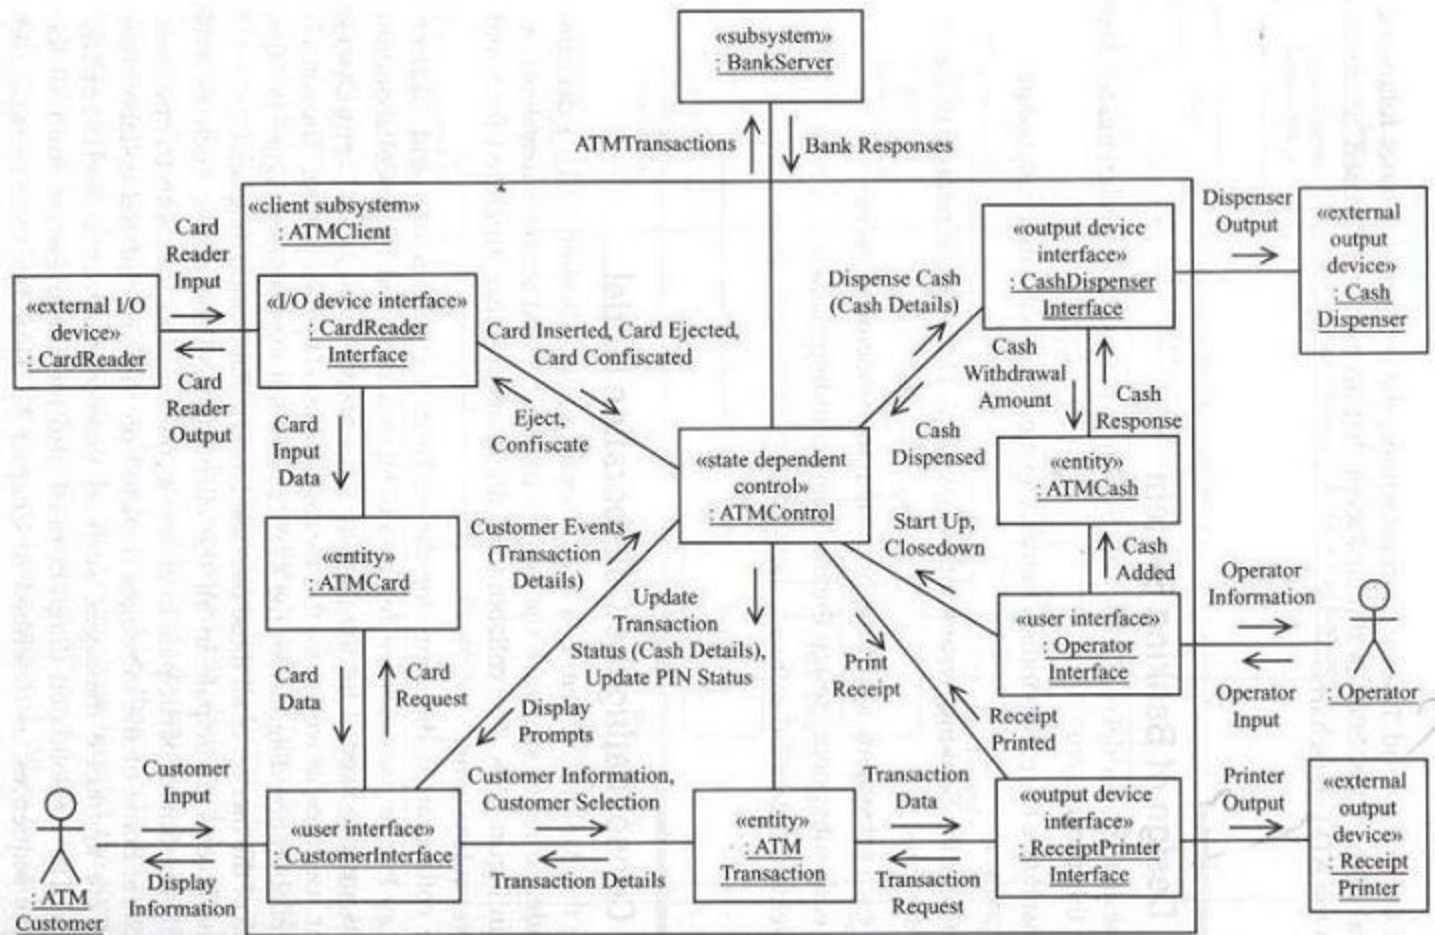 «subsystem»
: BankServer
ATMTransactions
Bank Responses
«client subsystem»
: ATMClient
Card
Reader
Input
«external I/O
device»
: CardReader
Card
Reader
Output
«I/O device interface»
: CardReader
Interface
Card Inserted, Card Ejected,
Card Confiscated
Eject,
Confiscate
Dispense Cash
(Cash Details)
Cash
Dispensed
«output device
interface»
: CashDispenser
Interface
Dispenser
Output
«external
output
device»
: Cash
Dispenser
Cash
Withdrawal
Amount
Cash
Response
Card
Input
Data
«state dependent
control»
: ATMControl
«entity»
: ATMCash
«entity»
: ATMCard
Customer Events
(Transaction
Details)
Start Up,
Closedown
Cash
Added
Operator
Information
«user interface»
: Operator
Interface
: Operator
Operator
Input
Card
Data
Card
Request
Update
Transaction
Status (Cash Details),
Update PIN Status
Print
Receipt
Receipt
Printed
Display
Prompts
Customer
Input
: ATM
Customer
Display
Information
«user interface»
: CustomerInterface
Customer Information,
Customer Selection
Transaction Details
«entity»
: ATM
Transaction
Transaction
Data
Transaction
Request
«output device
interface»
: ReceiptPrinter
Interface
Printer
Output
«external
output
device»
: Receipt
Printer